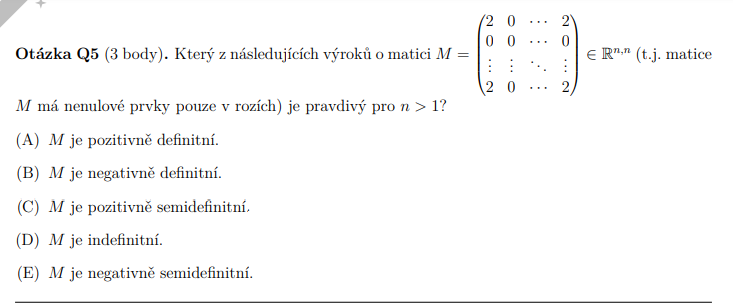 Otázka Q5 (3 body). Který z následujících výroků o matici M = \begin{pmatrix} 2 & 0 & \cdots & 2 \\ 0 & 0 & \cdots & 0 \\ \vdots & \vdots & \ddots & \vdots \\ 2 & 0 & \cdots & 2 \end{pmatrix} ∈ ℝ^{n,n} (t.j. matice
M má nenulové prvky pouze v rozích) je pravdivý pro n > 1?
(A) M je pozitivně definitní.
(B) M je negativně definitní.
(C) M je pozitivně semidefinitní.
(D) M je indefinitní.
(E) M je negativně semidefinitní.